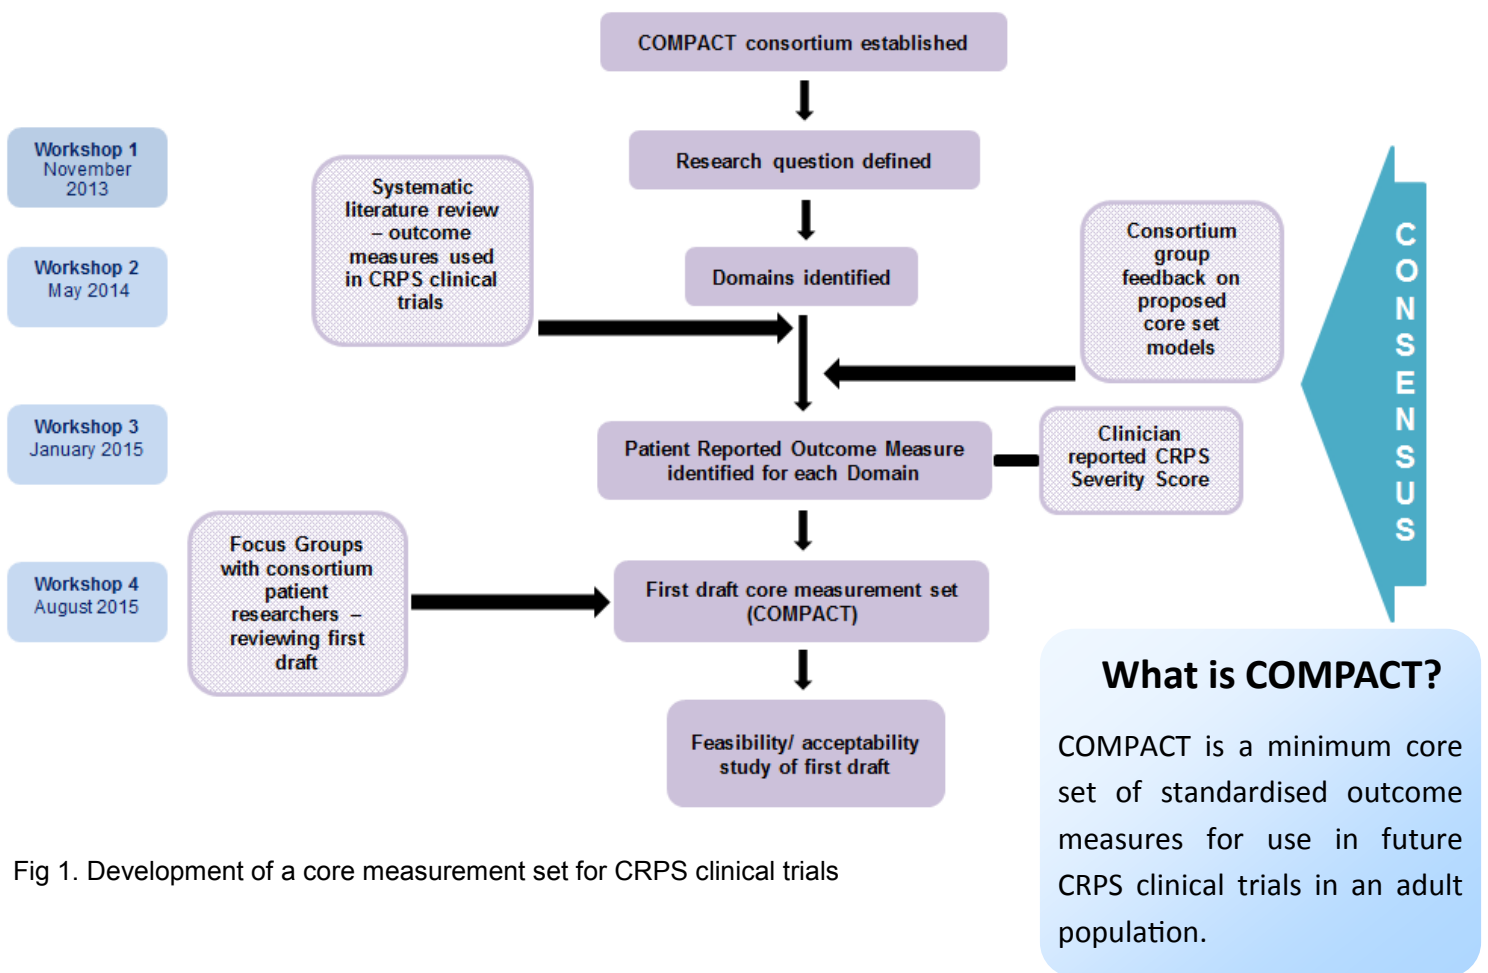 COMPACT consortium established
Workshop 1
November
2013
Research question defined
Systematic
literature review
– outcome
measures used
in CRPS clinical
trials
Workshop 2
May 2014
Domains identified
Consortium
group
feedback on
proposed
core set
models
C
O
N
S
E
N
S
U
S
Workshop 3
January 2015
Patient Reported Outcome Measure
identified for each Domain
Clinician
reported CRPS
Severity Score
Workshop 4
August 2015
Focus Groups
with consortium
patient
researchers –
reviewing first
draft
First draft core measurement set
(COMPACT)
Feasibility/ acceptability
study of first draft
What is COMPACT?
COMPACT is a minimum core
set of standardised outcome
measures for use in future
CRPS clinical trials in an adult
population.
Fig 1. Development of a core measurement set for CRPS clinical trials